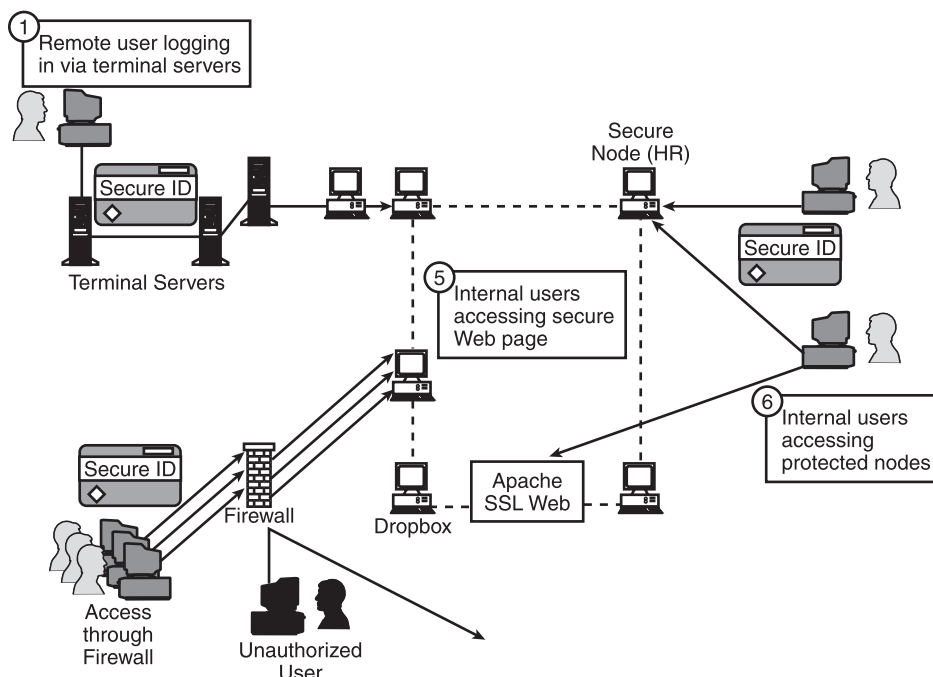 1
Remote user logging
in via terminal servers
Secure
Node (HR)
Secure ID
Secure ID
Terminal Servers
5
Internal users
accessing secure
Web page
6
Internal users
accessing
protected nodes
Secure ID
Apache
SSL Web
Firewall
Dropbox
Access
through
Firewall
Unauthorized
User